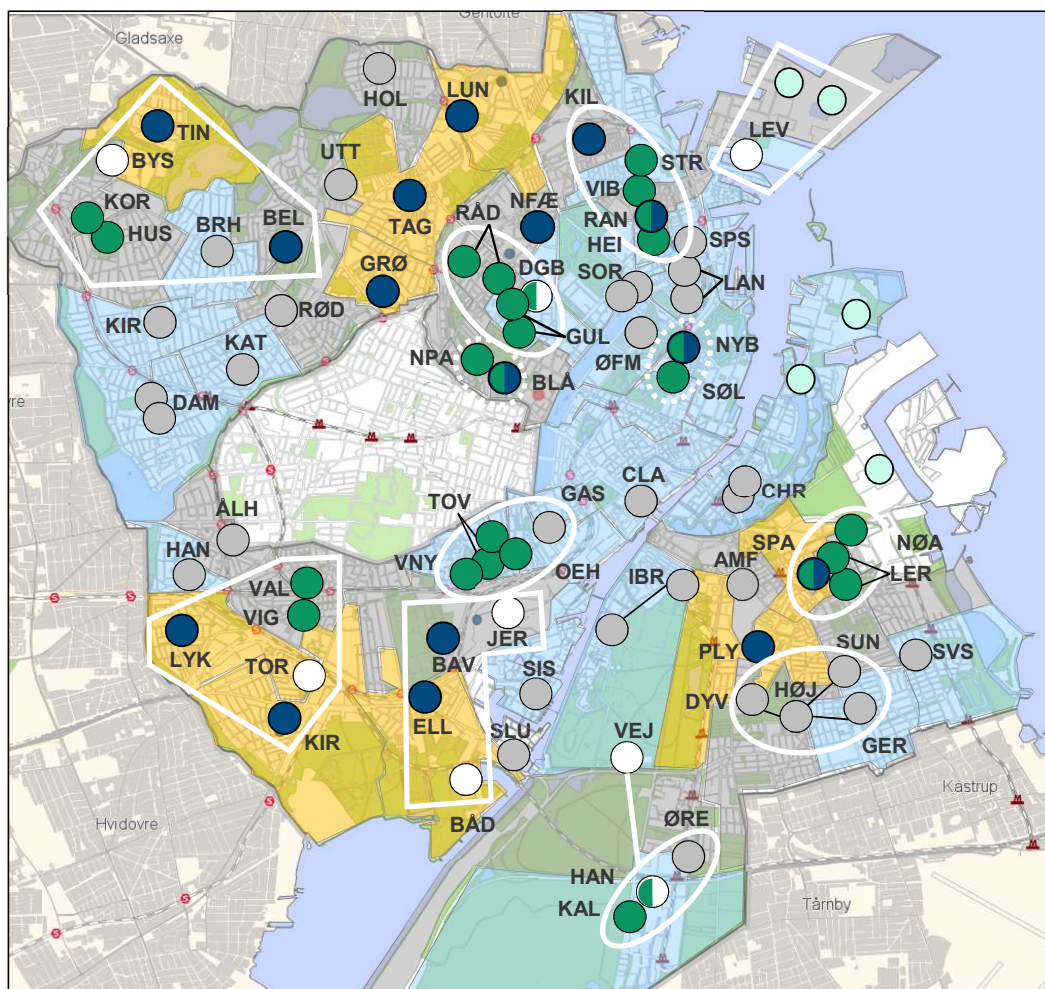 Gentofte
Gladsaxe
HOL
LUN
KIL
TIN
LEV
BYS
UTT
STR
KOR
VIB
HUS
BRH
BEL
TAG
RÅD
NFÆ
RAN
HEI
SPS
GRØ
DGB
SOR
LAN
KIR
RØD
GUL
KAT
NPA
ØFM
NYB
BLÅ
SØL
DAM
CLA
GAS
CHR
TOV
ÅLH
HAN
VNY
OEH
IBR
AMF
SPA
NØA
LER
VAL
VIG
LYK
BAV
JER
PLY
SUN
SVS
TOR
SIS
DYV
HØJ
KIR
ELL
SLU
VEJ
GER
Kastrup
BÅD
ØRE
Hvidovre
HAN
KAL
Tårnby